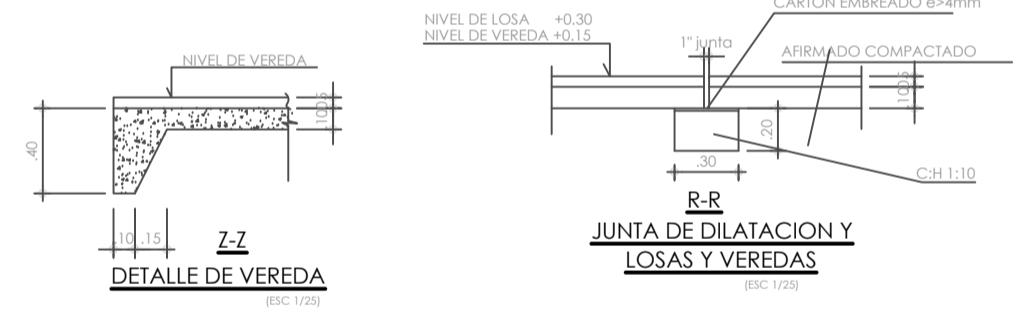 NIVEL DE VEREDA
.10
.5
.40
.10 .15
Z-Z
DETALLE DE VEREDA
(ESC 1/25)
NIVEL DE LOSA +0.30
NIVEL DE VEREDA +0.15
1" junta
CARTON EMBREADO e>4mm
AFIRMADO COMPACTADO
.10
.20
.30
C:H 1:10
R-R
JUNTA DE DILATACION Y
LOSAS Y VEREDAS
(ESC 1/25)